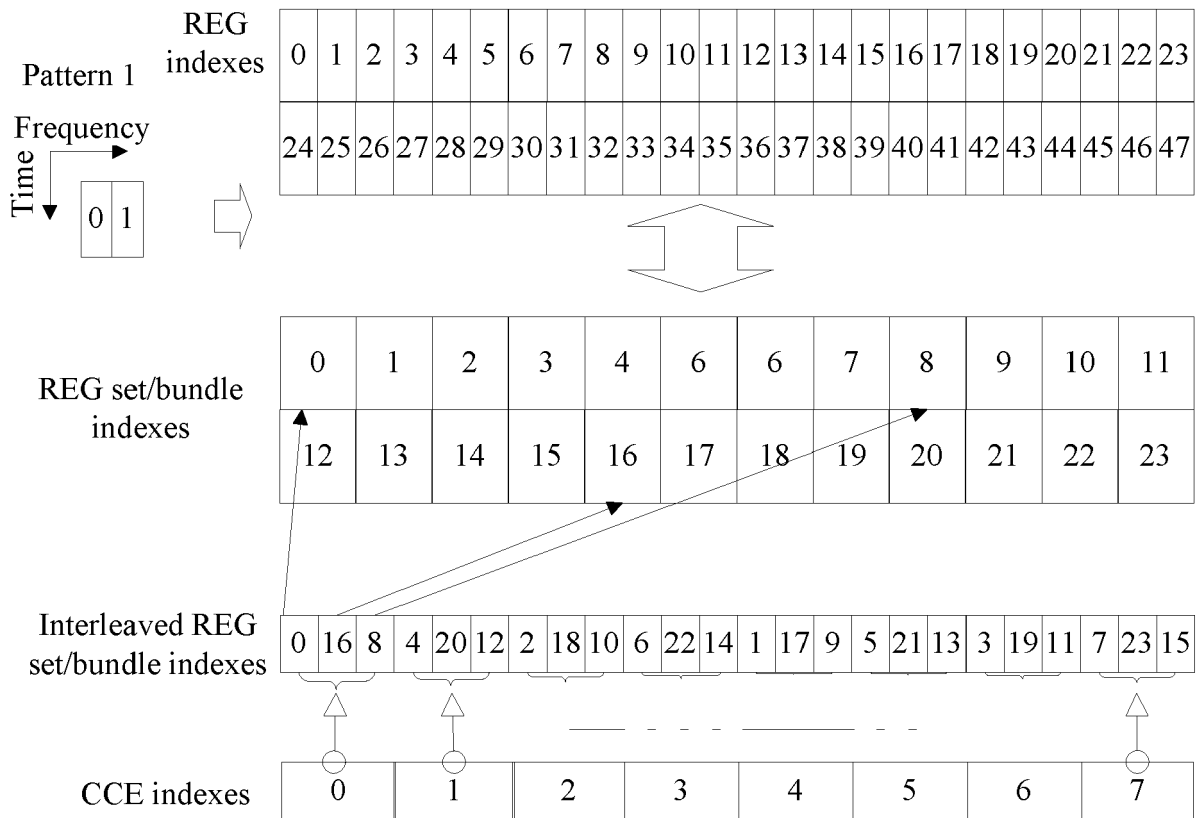 REG
indexes
0 1 2 3 4 5 6 7 8 9 10 11 12 13 14 15 16 17 18 19 20 21 22 23
Pattern 1
Frequency
Time
24 25 26 27 28 29 30 31 32 33 34 35 36 37 38 39 40 41 42 43 44 45 46 47
0 1
REG set/bundle
indexes
0 1 2 3 4 6 6 7 8 9 10 11
12 13 14 15 16 17 18 19 20 21 22 23
Interleaved REG
set/bundle indexes
0 16 8 4 20 12 2 18 10 6 22 14 1 17 9 5 21 13 3 19 11 7 23 15
CCE indexes
0 1 2 3 4 5 6 7